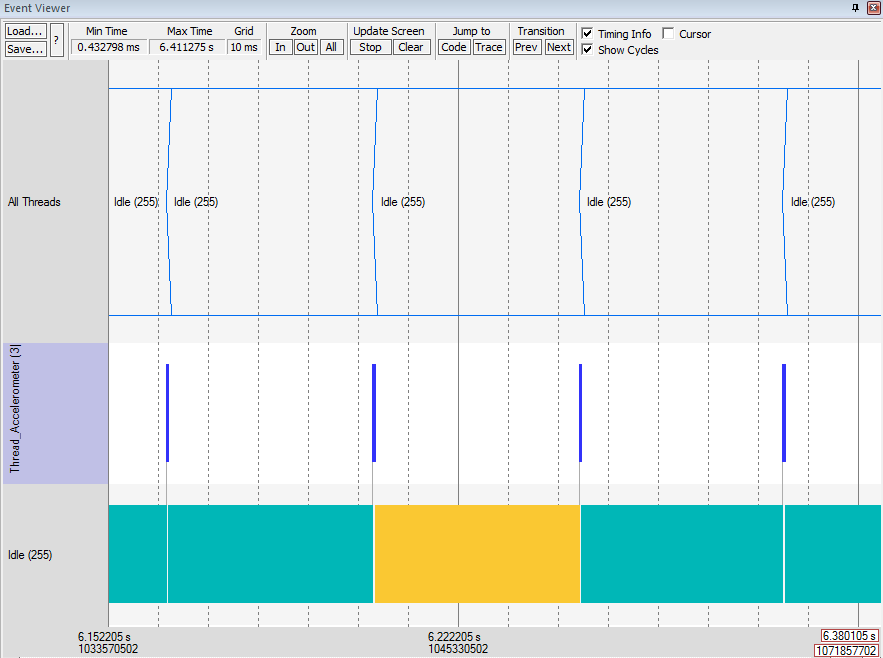 Event Viewer
Load... Min Time Max Time Grid Zoom Update Screen Jump to Transition Timing Info Cursor
Save... ? 0.432798 ms 6.411275 s 10 ms In Out All Stop Clear Code Trace Prev Next Show Cycles
All Threads
Idle (255) Idle (255) Idle (255) Idle (255) Idle (255)
Thread_Accelerometer (3)
Idle (255)
6.152205 s 6.222205 s 6.380105 s
1033570502 1045330502 1071857702